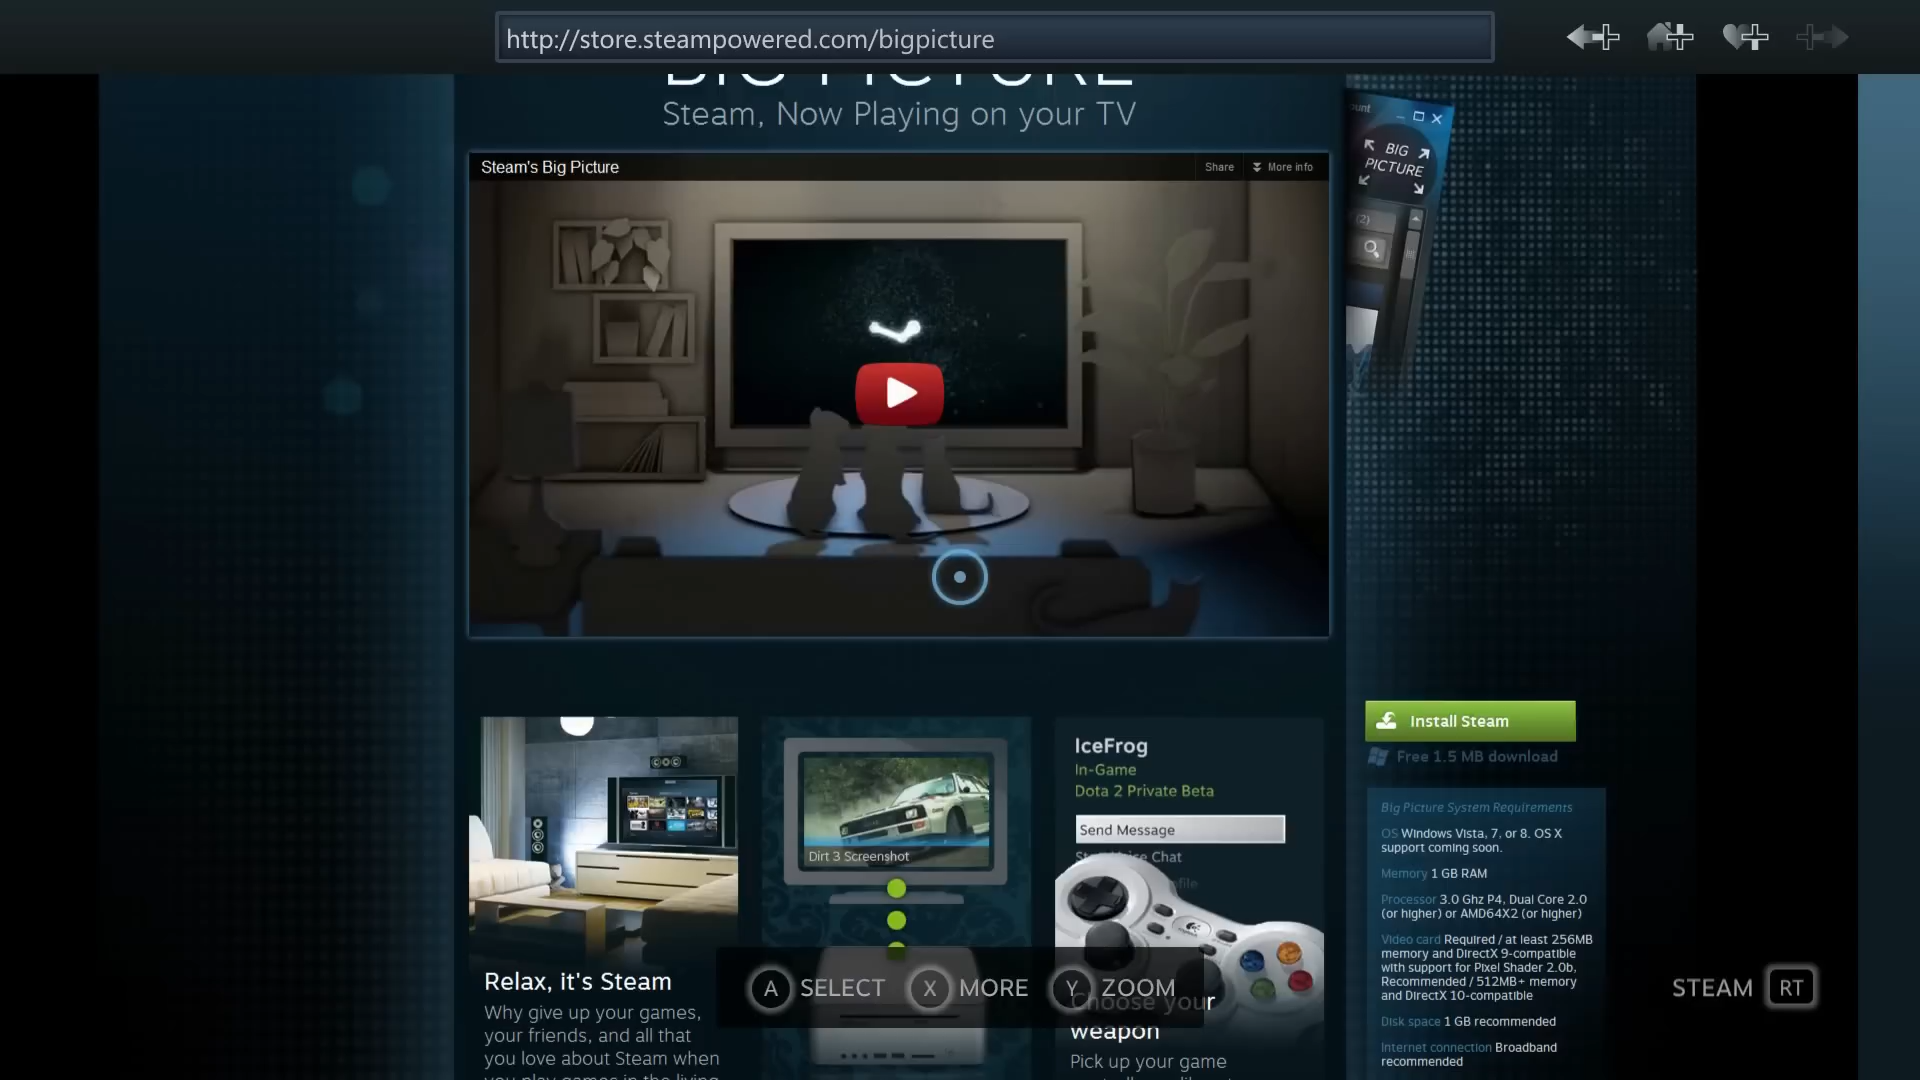 http://store.steampowered.com/bigpicture
BIG PICTURE
Steam, Now Playing on your TV
Steam's Big Picture
Share
More info
BIG
PICTURE
(2)
Install Steam
Free 1.5 MB download
IceFrog
In-Game
Dota 2 Private Beta
Send Message
Voice Chat
Dirt 3 Screenshot
Big Picture System Requirements
OS Windows Vista, 7, or 8. OS X
support coming soon.
Memory 1 GB RAM
Processor 3.0 Ghz P4, Dual Core 2.0
(or higher) or AMD64X2 (or higher)
Video card Required / at least 256MB
memory and DirectX 9-compatible
with support for Pixel Shader 2.0b,
Recommended / 512MB+ memory
and DirectX 10-compatible
Disk space 1 GB recommended
Internet connection Broadband
recommended
Relax, it's Steam
Why give up your games,
your friends, and all that
you love about Steam when
Choose your
weapon
Pick up your game
A SELECT X MORE Y ZOOM
STEAM RT